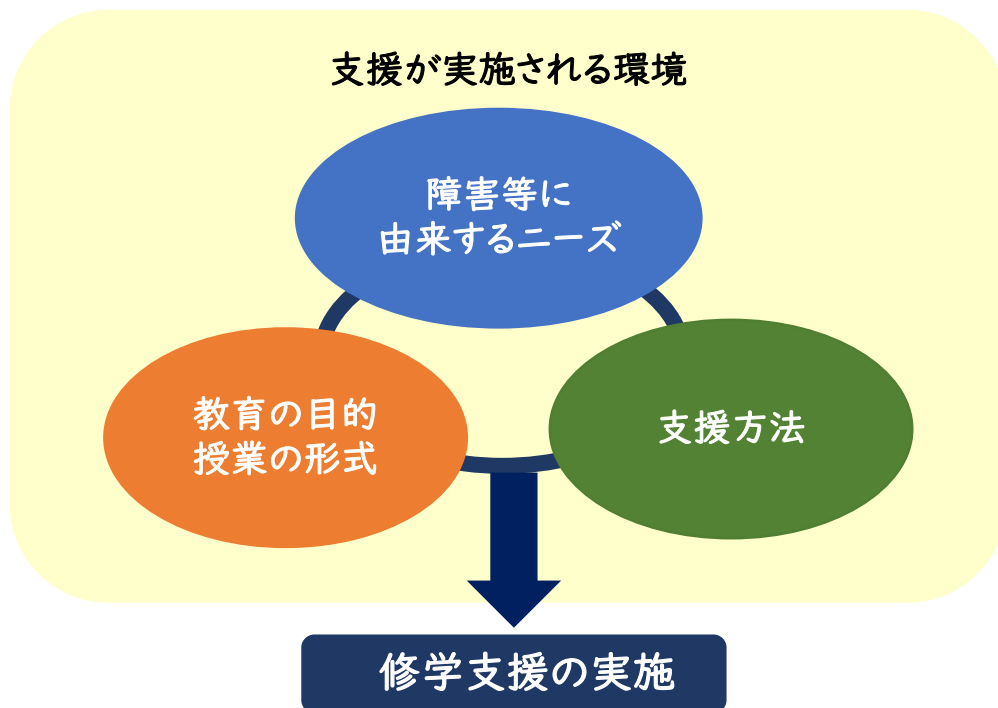 支援が実施される環境
障害等に
由来するニーズ
教育の目的
授業の形式
支援方法
修学支援の実施